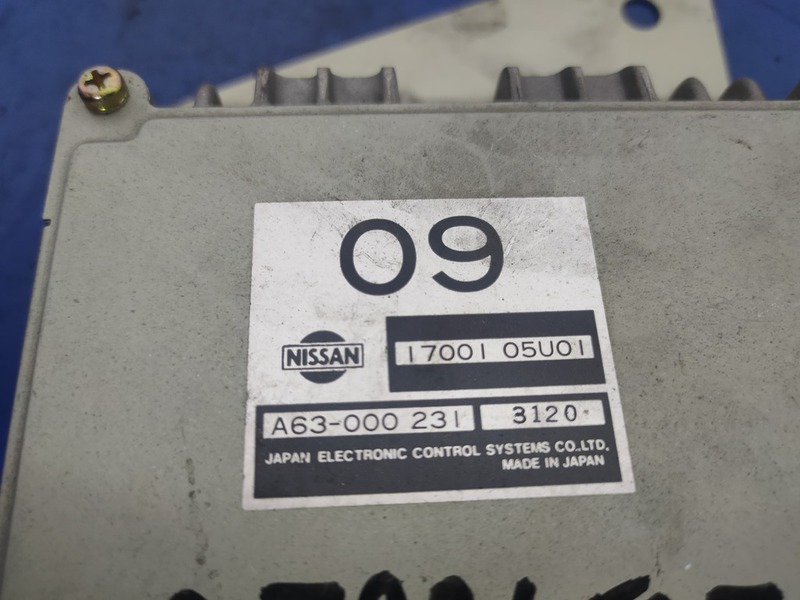 09
NISSAN
17001 05U01
A63-000 231 3120
JAPAN ELECTRONIC CONTROL SYSTEMS CO.,LTD.
MADE IN JAPAN